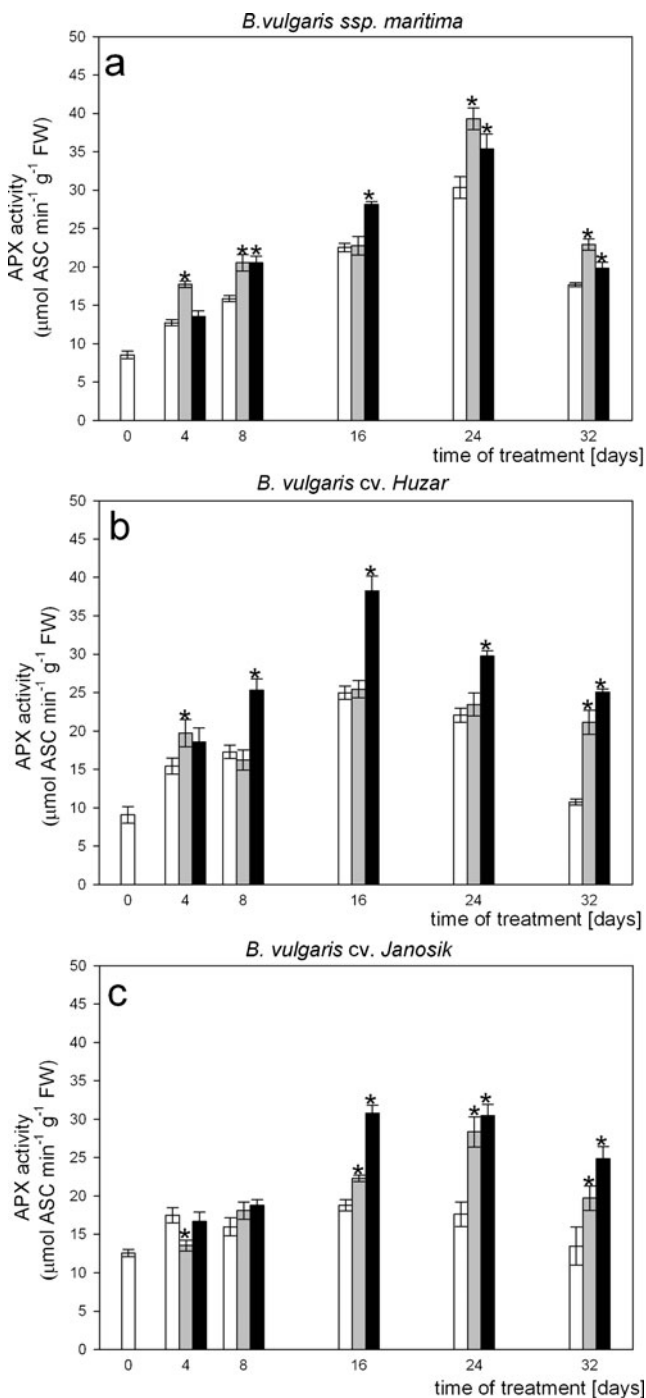 B.vulgaris ssp. maritima
a
APX activity
(μmol ASC min-1 g-1 FW)
50
45
40
35
30
25
20
15
10
5
0
*
* *
*
* *
* *
0 4 8 16 24 32
time of treatment [days]
B. vulgaris cv. Huzar
b
APX activity
(μmol ASC min-1 g-1 FW)
50
45
40
35
30
25
20
15
10
5
0
*
*
*
*
* *
0 4 8 16 24 32
time of treatment [days]
B. vulgaris cv. Janosik
c
APX activity
(μmol ASC min-1 g-1 FW)
50
45
40
35
30
25
20
15
10
5
0
*
* *
* *
* *
0 4 8 16 24 32
time of treatment [days]